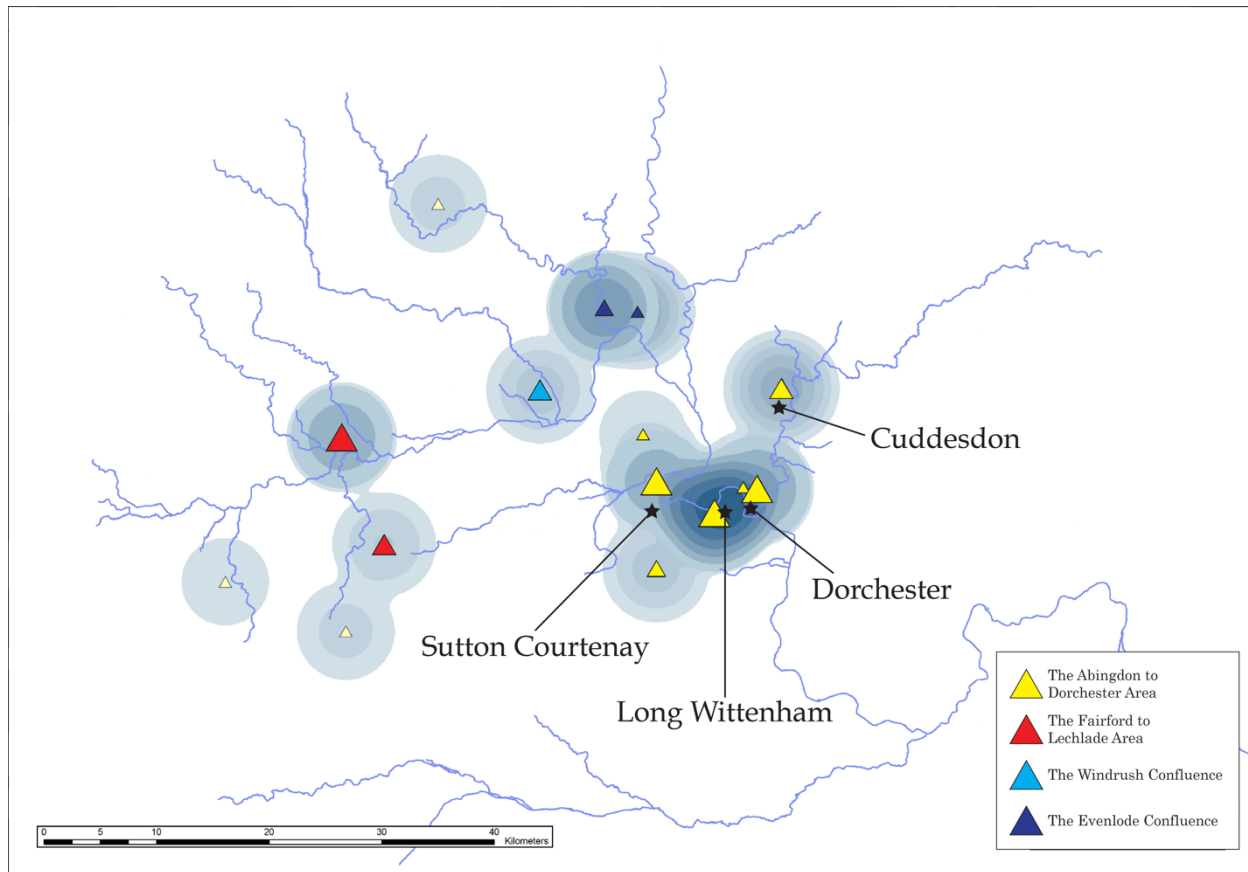 Cuddesdon
Dorchester
Sutton Courtenay
Long Wittenham
The Abingdon to
Dorchester Area
The Fairford to
Lechlade Area
The Windrush Confluence
The Evenlode Confluence
0 5 10 20 30 40
Kilometers